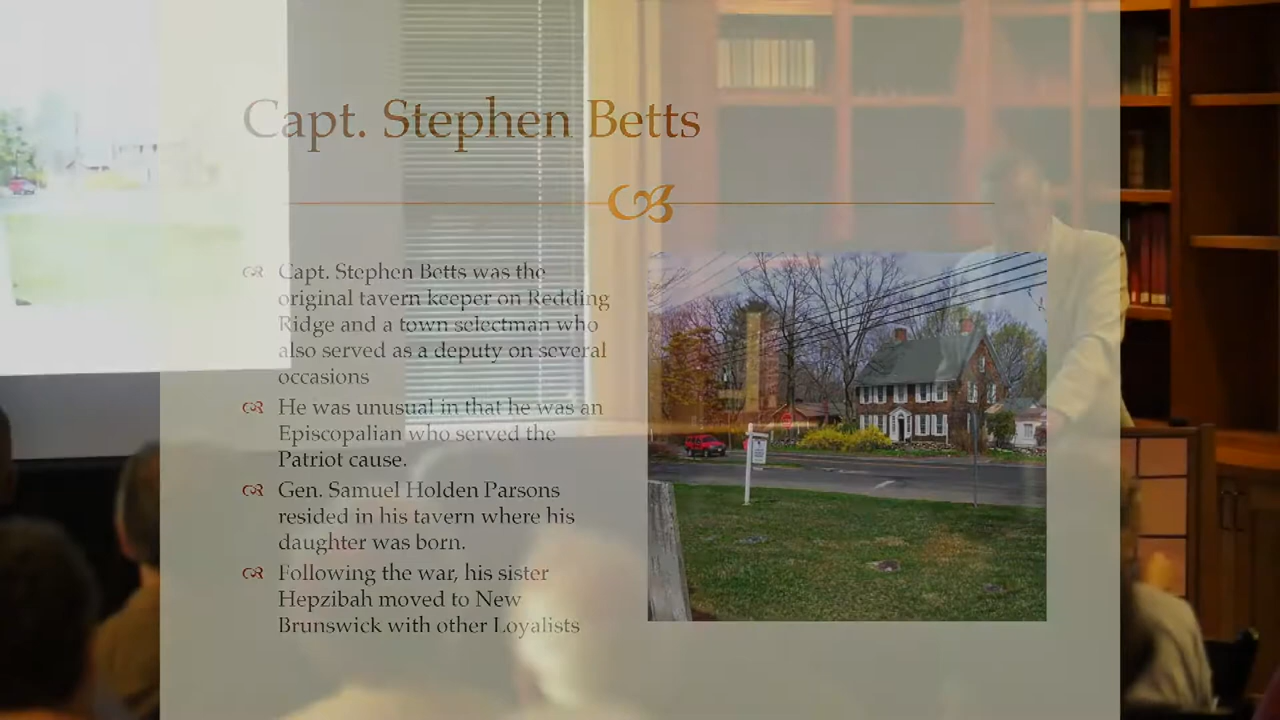 Capt. Stephen Betts
Capt. Stephen Betts was the
original tavern keeper on Redding
Ridge and a town selectman who
also served as a deputy on several
occasions
He was unusual in that he was an
Episcopalian who served the
Patriot cause.
Gen. Samuel Holden Parsons
resided in his tavern where his
daughter was born.
Following the war, his sister
Hepzibah moved to New
Brunswick with other Loyalists